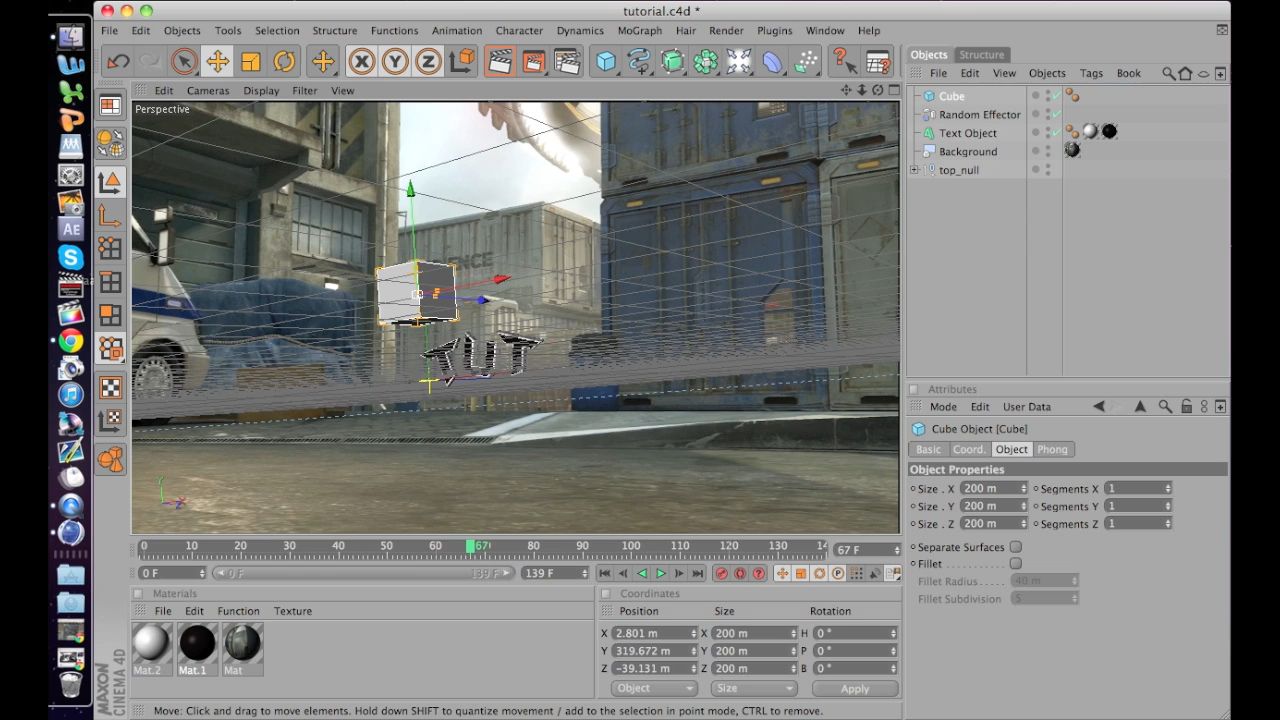 tutorial.c4d *
File Edit Objects Tools Selection Structure Functions Animation Character Dynamics MoGraph Hair Render Plugins Window Help
X Y Z
Edit Cameras Display Filter View
Perspective
ENCE
TUT
Y
Z
Ae
0 10 20 30 40 50 60 67 80 90 100 110 120 130 14 67 F
0 F 0 F 139 F 139 F
Materials
File Edit Function Texture
Mat.2 Mat.1 Mat
MAXON CINEMA 4D
Coordinates
Position Size Rotation
X 2.801 m X 200 m H 0 °
Y 319.672 m Y 200 m P 0 °
Z -39.131 m Z 200 m B 0 °
Object Size Apply
Move: Click and drag to move elements. Hold down SHIFT to quantize movement / add to the selection in point mode, CTRL to remove.
Objects Structure
File Edit View Objects Tags Book
Cube
Random Effector
Text Object
Background
top_null
Attributes
Mode Edit User Data
Cube Object [Cube]
Basic Coord. Object Phong
Object Properties
Size . X 200 m Segments X 1
Size . Y 200 m Segments Y 1
Size . Z 200 m Segments Z 1
Separate Surfaces
Fillet
Fillet Radius 40 m
Fillet Subdivision 5